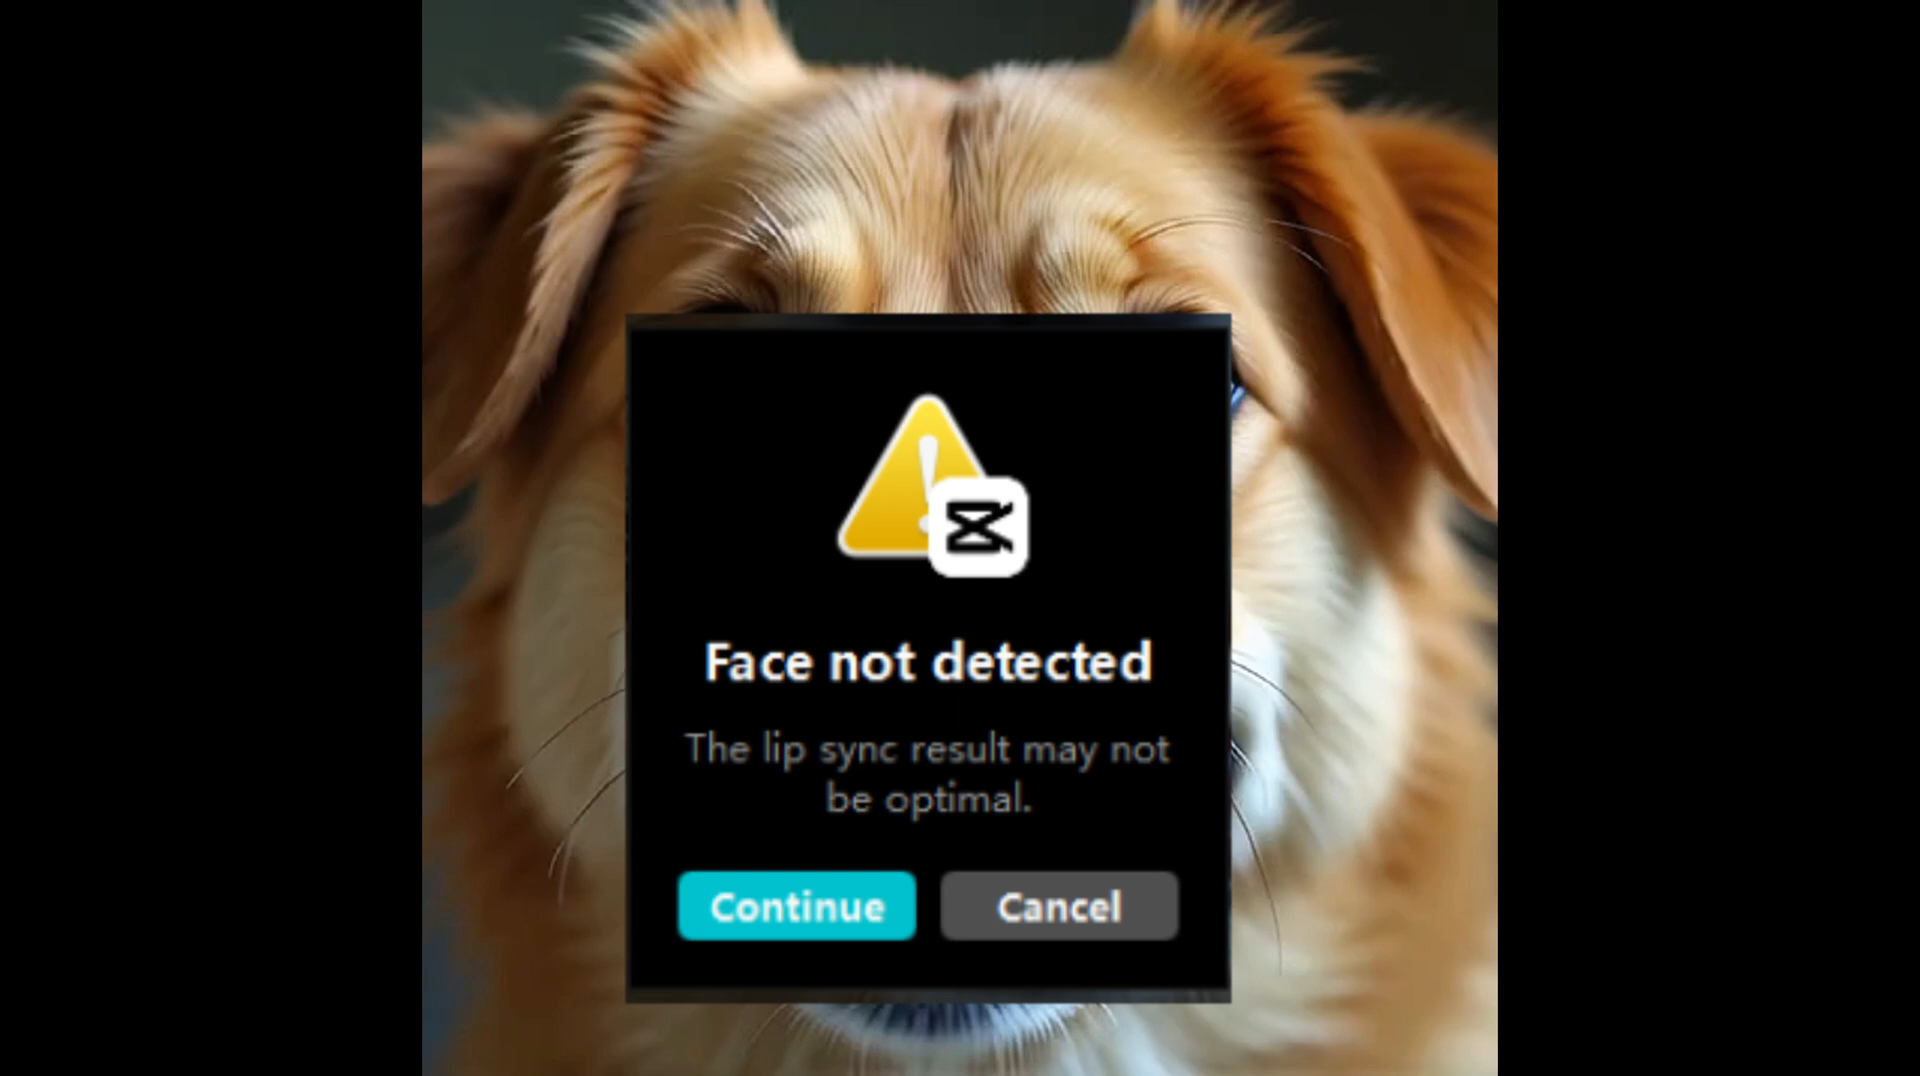 Face not detected
The lip sync result may not
be optimal.
Continue
Cancel